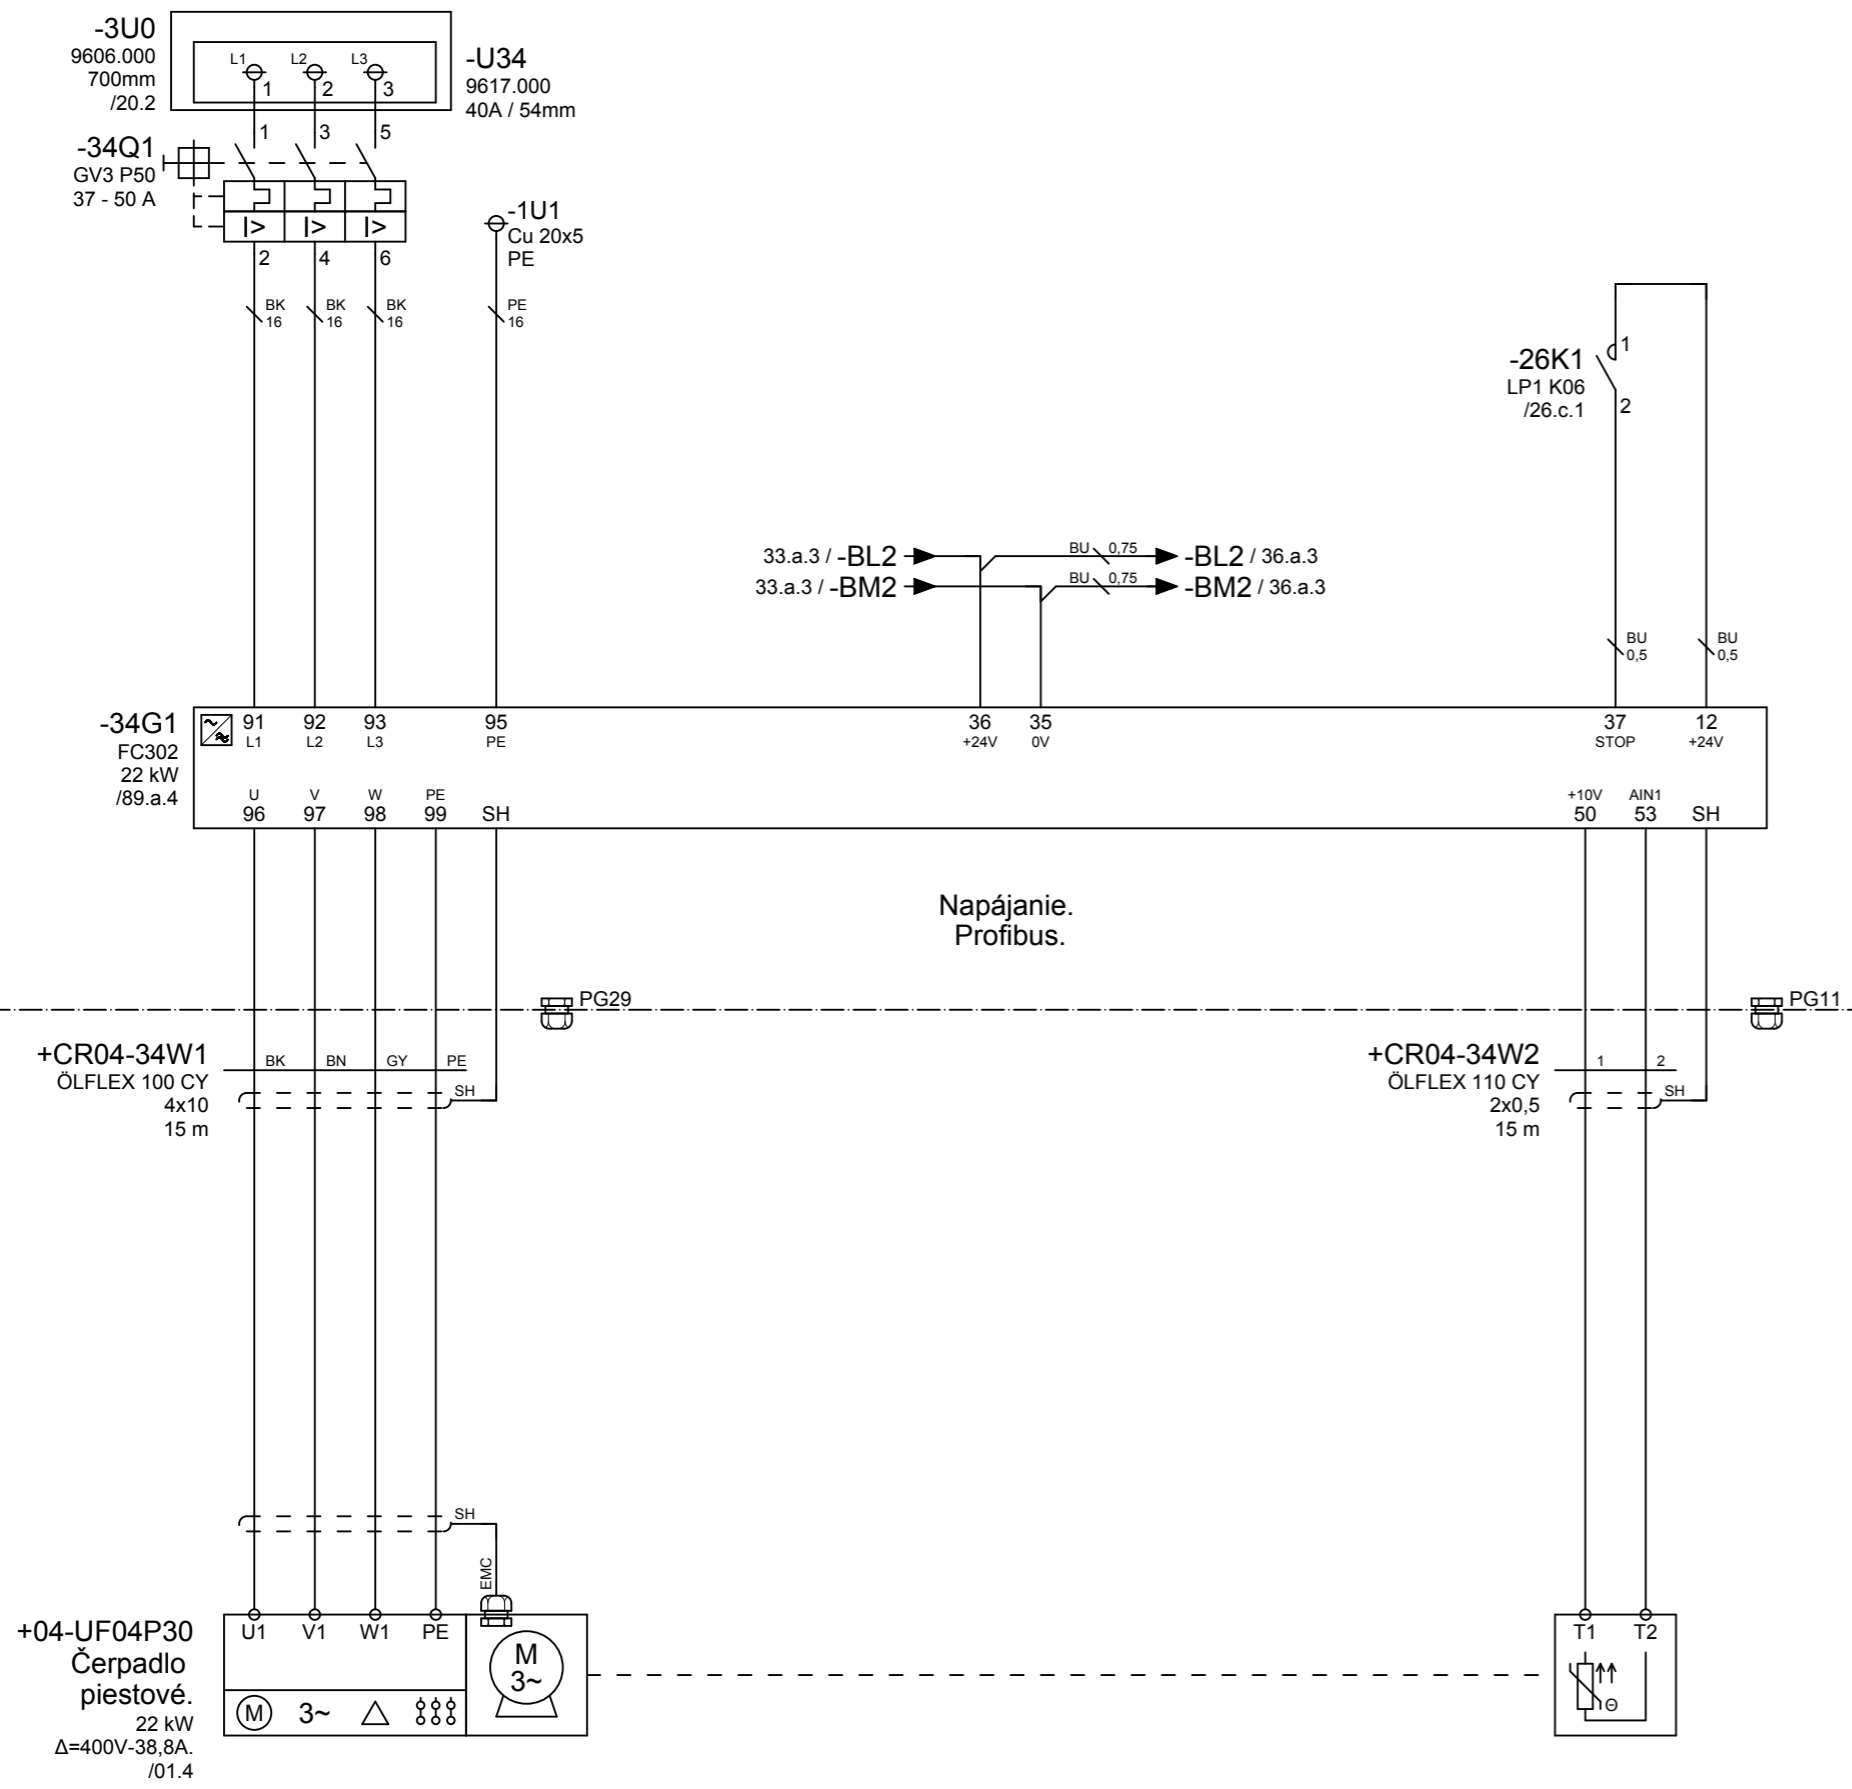 -3U0
9606.000
700mm
/20.2
L1 L2 L3
1 2 3
-U34
9617.000
40A / 54mm
1 3 5
-34Q1
GV3 P50
37 - 50 A
I> I> I>
2 4 6
-1U1
Cu 20x5
PE
BK BK BK PE
16 16 16 16
-26K1
LP1 K06
/26.c.1
1
2
33.a.3 / -BL2 BU 0,75 -BL2 / 36.a.3
33.a.3 / -BM2 BU 0,75 -BM2 / 36.a.3
BU BU
0,5 0,5
-34G1
FC302
22 kW
/89.a.4
91 92 93 95 36 35 37 12
L1 L2 L3 PE +24V 0V STOP +24V
U V W PE +10V AIN1
96 97 98 99 SH 50 53 SH
Napájanie.
Profibus.
PG29 PG11
+CR04-34W1
ÖLFLEX 100 CY
4x10
15 m
BK BN GY PE
SH
+CR04-34W2
ÖLFLEX 110 CY
2x0,5
15 m
1 2
SH
SH
EMC
+04-UF04P30
Čerpadlo
piestové.
22 kW
Δ=400V-38,8A.
/01.4
U1 V1 W1 PE
M 3~
M
3~
T1 T2
Θ